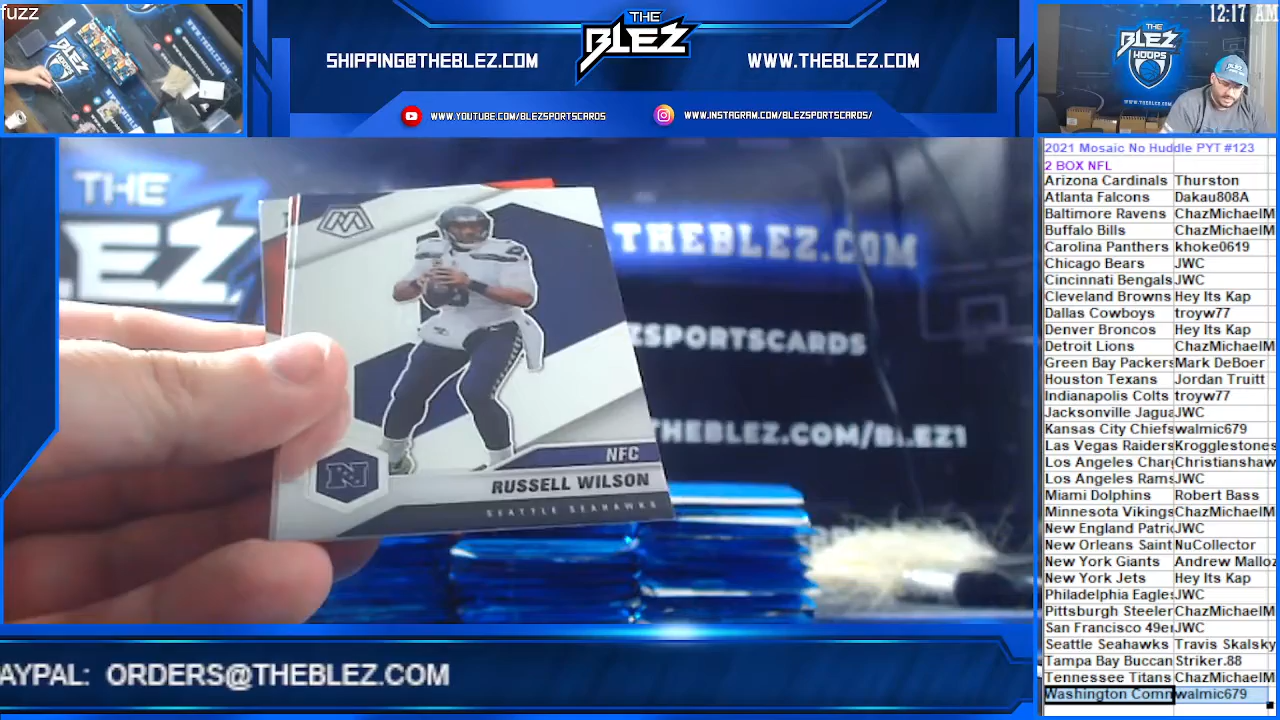 fuzz
SHIPPING@THEBLEZ.COM
THE
BLEZ
WWW.THEBLEZ.COM
WWW.YOUTUBE.COM/BLEZSPORTSCARDS
WWW.INSTAGRAM.COM/BLEZSPORTSCARDS/
12:17 AM
THE
BLEZ
HOOPS
THE
LEZ
THEBLEZ.COM
ZSPORTSCARDS
THEBLEZ.COM/BLEZ1
M
NFC
N
RUSSELL WILSON
SEATTLE SEAHAWKS
2021 Mosaic No Huddle PYT #123
2 BOX NFL
Arizona Cardinals Thurston
Atlanta Falcons Dakau808A
Baltimore Ravens ChazMichaelM
Buffalo Bills ChazMichaelM
Carolina Panthers khoke0619
Chicago Bears JWC
Cincinnati Bengals JWC
Cleveland Browns Hey Its Kap
Dallas Cowboys troyw77
Denver Broncos Hey Its Kap
Detroit Lions ChazMichaelM
Green Bay Packers Mark DeBoer
Houston Texans Jordan Truitt
Indianapolis Colts troyw77
Jacksonville Jagua JWC
Kansas City Chiefs walmic679
Las Vegas Raiders Krogglestones
Los Angeles Char Christianshaw
Los Angeles Rams JWC
Miami Dolphins Robert Bass
Minnesota Vikings ChazMichaelM
New England Patri JWC
New Orleans Saint NuCollector
New York Giants Andrew Malloz
New York Jets Hey Its Kap
Philadelphia Eagles JWC
Pittsburgh Steeler ChazMichaelM
San Francisco 49e JWC
Seattle Seahawks Travis Skalsky
Tampa Bay Buccan Striker.88
Tennessee Titans ChazMichaelM
Washington Comm walmic679
AYPAL: ORDERS@THEBLEZ.COM